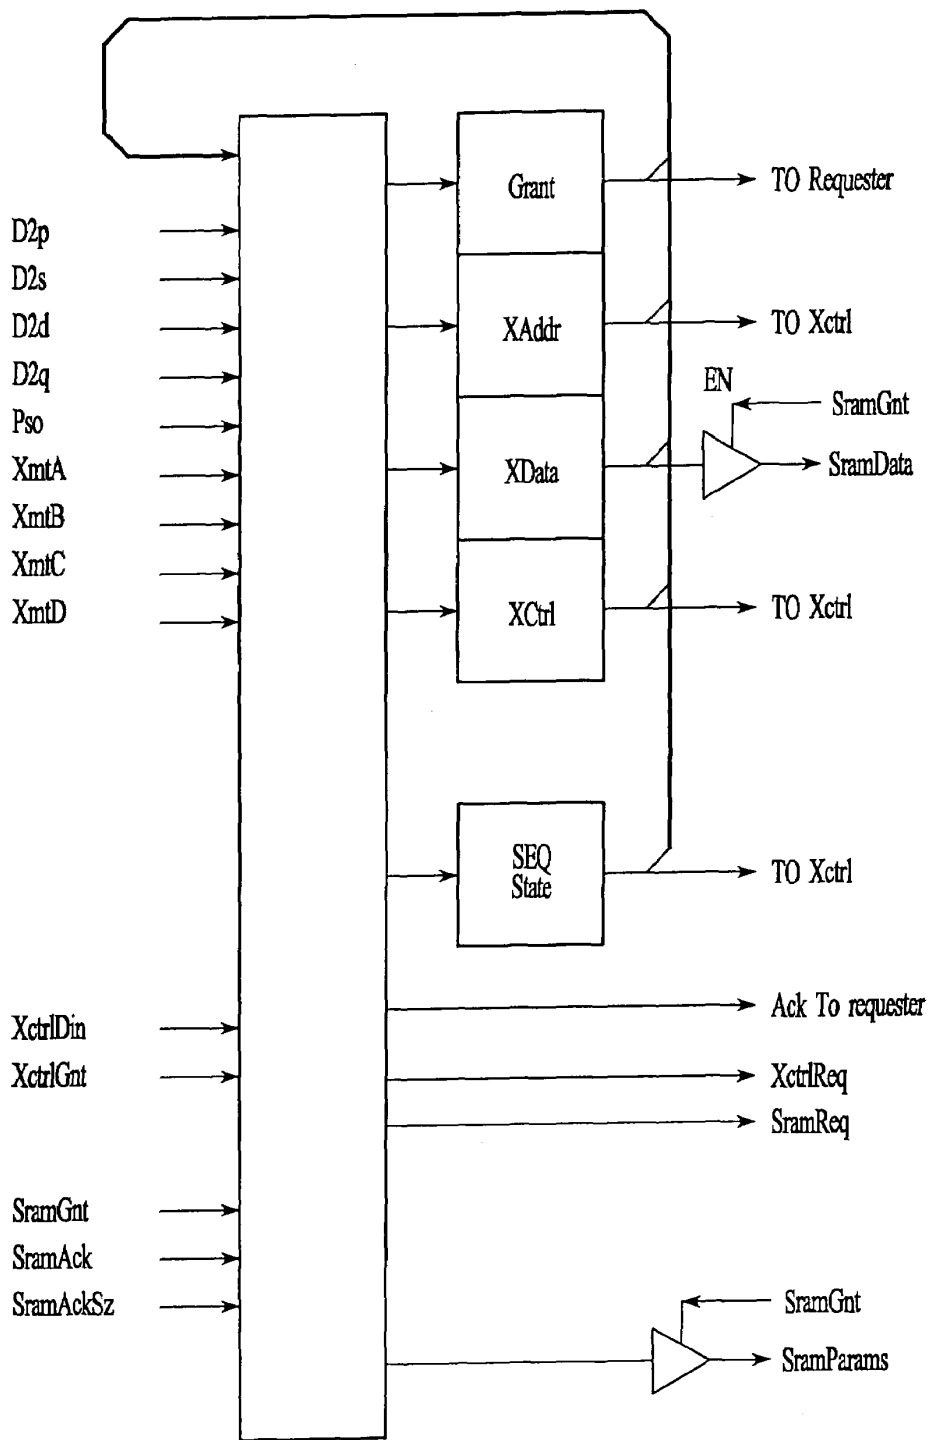 Grant
TO Requester
D2p
D2s
D2d
XAddr
TO Xctrl
D2q
EN
SramGnt
Pso
XmtA
XData
SramData
XmtB
XmtC
XmtD
XCtrl
TO Xctrl
SEQ
State
TO Xctrl
Ack To requester
XctrlDin
XctrlGnt
XctrlReq
SramReq
SramGnt
SramAck
SramAckSz
SramGnt
SramParams